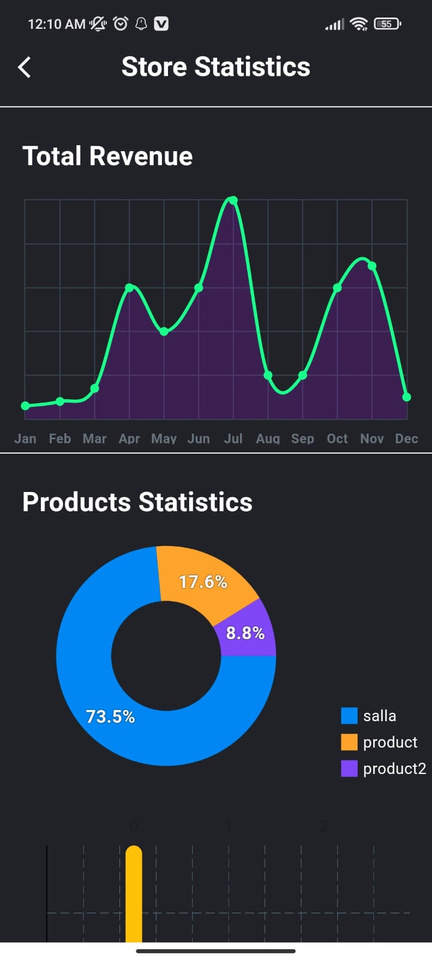 12:10 AM 55
Store Statistics
Total Revenue
Jan Feb Mar Apr May Jun Jul Aug Sep Oct Nov Dec
Products Statistics
17.6%
8.8%
73.5%
salla
product
product2
0 1 2